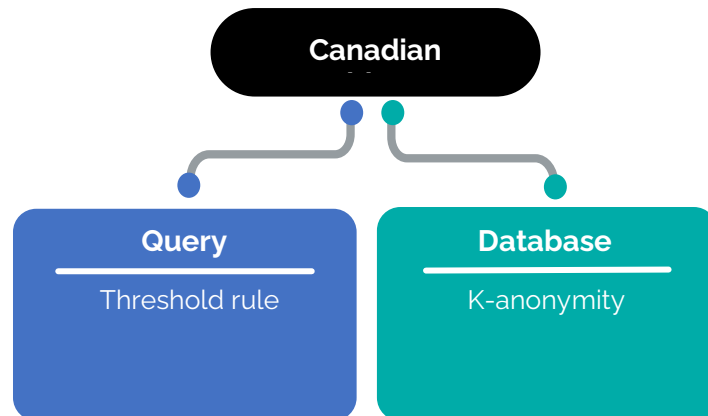 Canadian
Query
Threshold rule
Database
K-anonymity